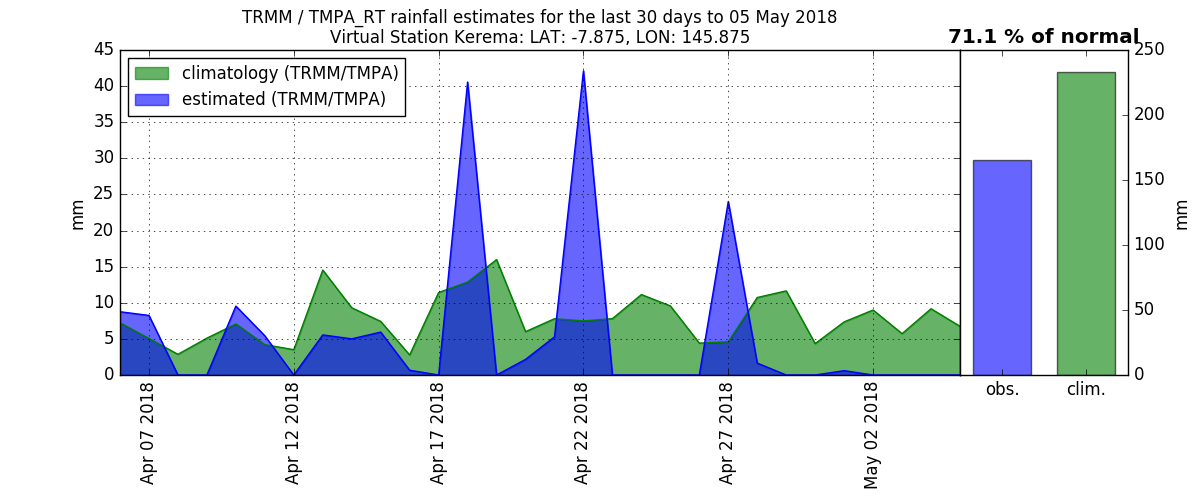 TRMM / TMPA_RT rainfall estimates for the last 30 days to 05 May 2018
Virtual Station Kerema: LAT: -7.875, LON: 145.875
71.1 % of normal
climatology (TRMM/TMPA)
estimated (TRMM/TMPA)
45
40
35
30
25
20
15
10
5
0
mm
Apr 07 2018
Apr 12 2018
Apr 17 2018
Apr 22 2018
Apr 27 2018
May 02 2018
250
200
150
100
50
0
mm
obs.
clim.